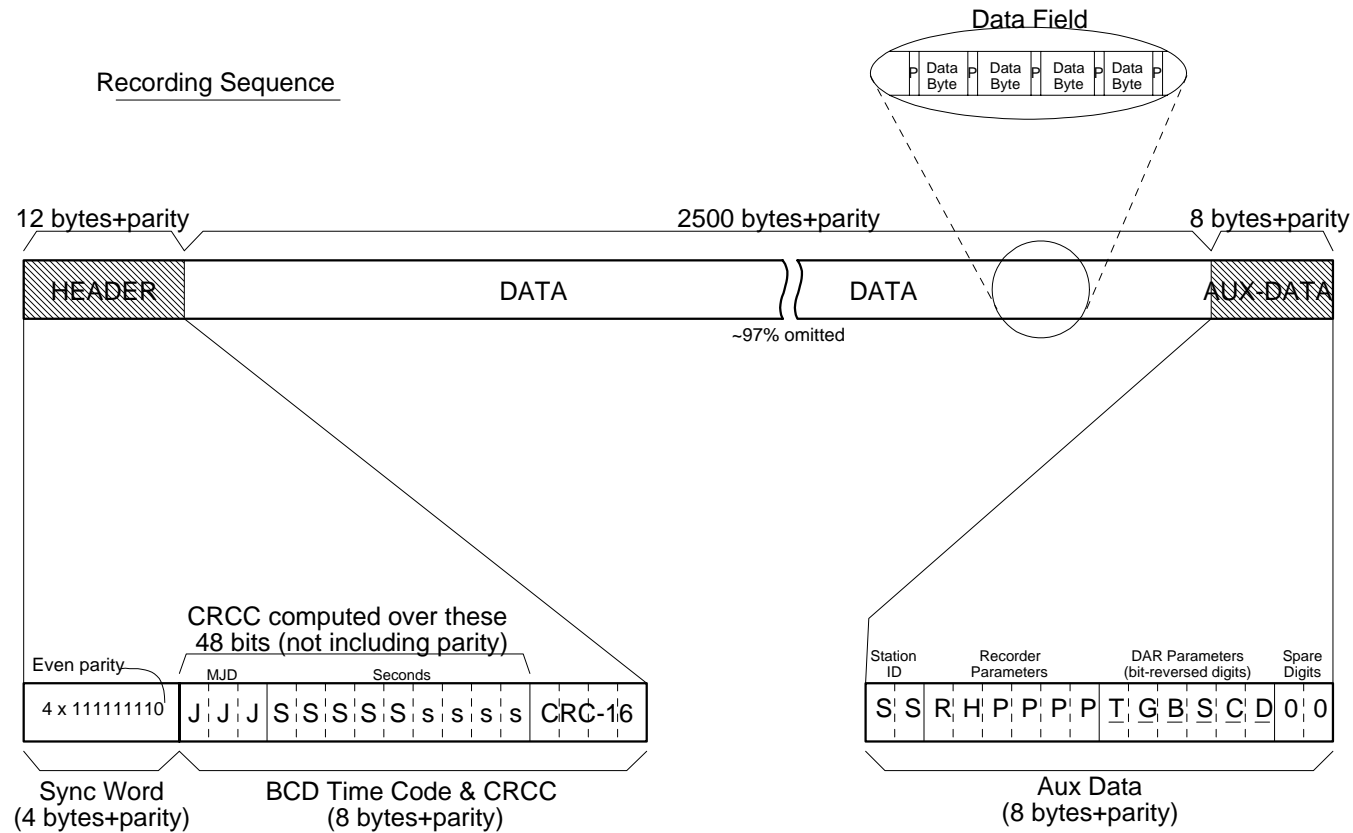 Data Field
P Data Byte P Data Byte P Data Byte P Data Byte P
Recording Sequence
12 bytes+parity
2500 bytes+parity
8 bytes+parity
HEADER
DATA
DATA
AUX-DATA
~97% omitted
CRCC computed over these
48 bits (not including parity)
Even parity
MJD
Seconds
4 x 111111110
J J J S S S S S s s s s CRC-16
Sync Word
(4 bytes+parity)
BCD Time Code & CRCC
(8 bytes+parity)
Station
ID
Recorder
Parameters
DAR Parameters
(bit-reversed digits)
Spare
Digits
S S R H P P P P T G B S C D 0 0
Aux Data
(8 bytes+parity)